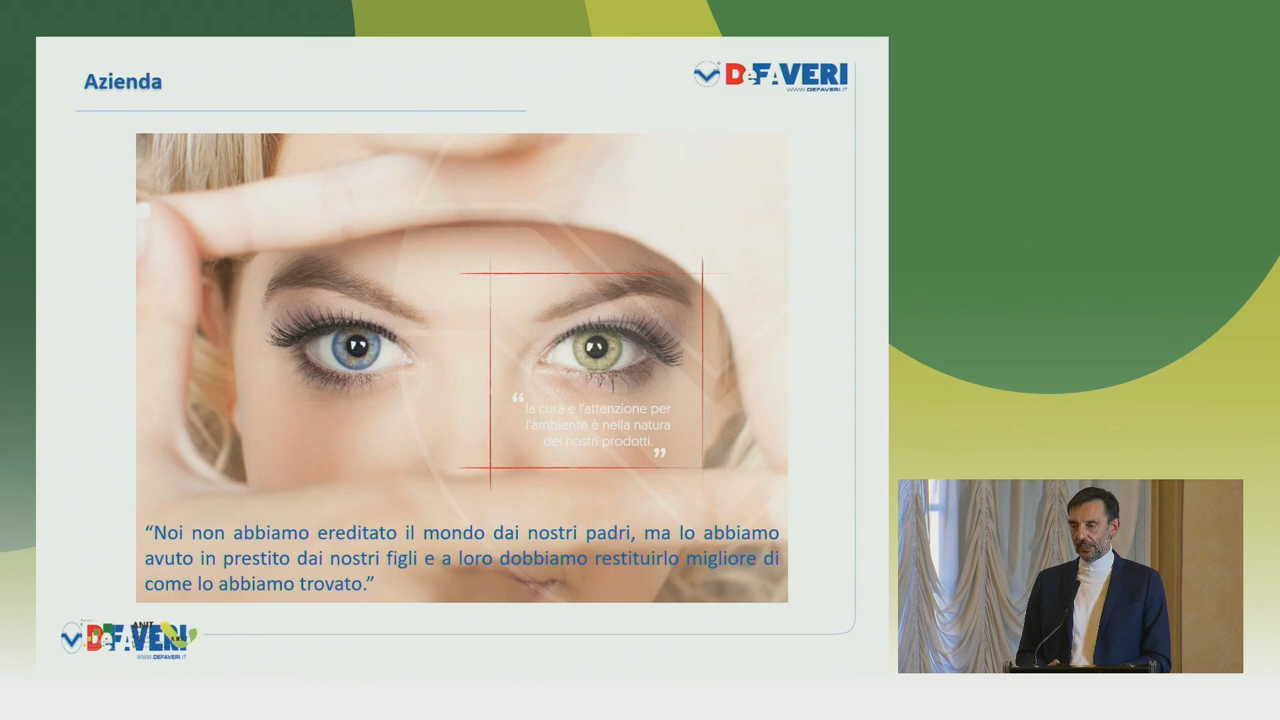 Azienda
DeFAVERI
WWW.DEFAVERI.IT
“la cura e l'attenzione per
l'ambiente è nella natura
dei nostri prodotti.”
“Noi non abbiamo ereditato il mondo dai nostri padri, ma lo abbiamo
avuto in prestito dai nostri figli e a loro dobbiamo restituirlo migliore di
come lo abbiamo trovato.”
ANIT
DeFAVERI
WWW.DEFAVERI.IT